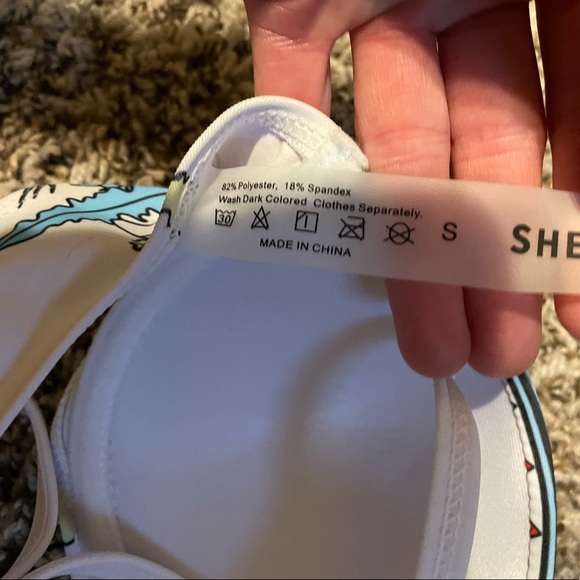 82% Polyester, 18% Spandex
Wash Dark Colored Clothes Separately.
30 S SHE
MADE IN CHINA